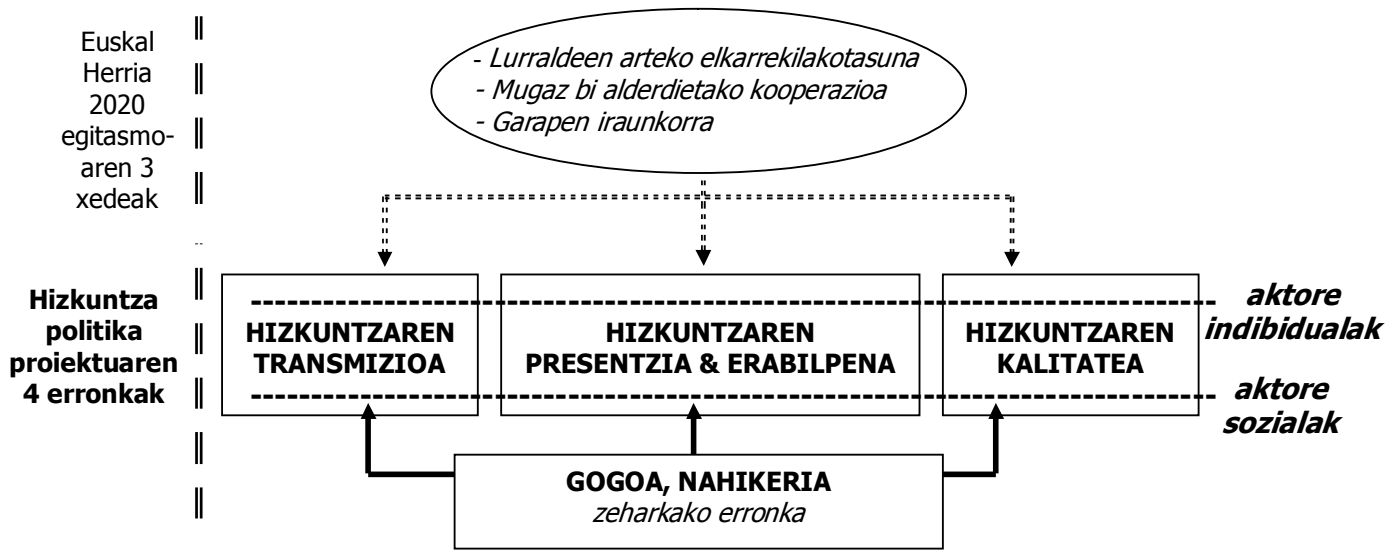 Euskal
Herria
2020
egitasmo-
aren 3
xedeak
- Lurraldeen arteko elkarrekilakotasuna
- Mugaz bi alderdietako kooperazioa
- Garapen iraunkorra
Hizkuntza
politika
proiektuaren
4 erronkak
HIZKUNTZAREN
TRANSMIZIOA
HIZKUNTZAREN
PRESENTZIA & ERABILPENA
HIZKUNTZAREN
KALITATEA
aktore
indibidualak
aktore
sozialak
GOGOA, NAHIKERIA
zeharkako erronka